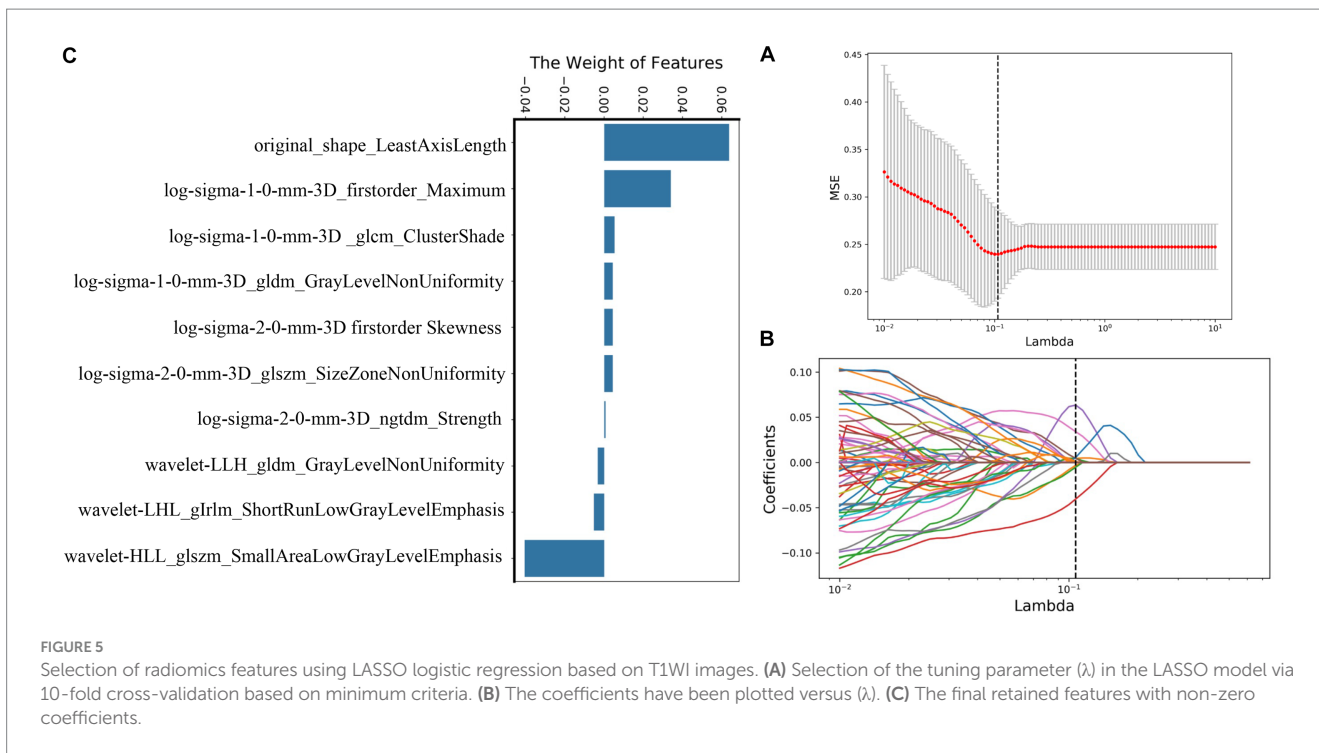 C
The Weight of Features
−0.04
−0.02
0.00
0.02
0.04
0.06
original_shape_LeastAxisLength
log-sigma-1-0-mm-3D_firstorder_Maximum
log-sigma-1-0-mm-3D _glcm_ClusterShade
log-sigma-1-0-mm-3D_gldm_GrayLevelNonUniformity
log-sigma-2-0-mm-3D firstorder Skewness
log-sigma-2-0-mm-3D_glszm_SizeZoneNonUniformity
log-sigma-2-0-mm-3D_ngtdm_Strength
wavelet-LLH_gldm_GrayLevelNonUniformity
wavelet-LHL_gIrlm_ShortRunLowGrayLevelEmphasis
wavelet-HLL_glszm_SmallAreaLowGrayLevelEmphasis
A
0.45
0.40
0.35
0.30
0.25
0.20
MSE
10⁻²
10⁻¹
10⁰
10¹
Lambda
B
0.10
0.05
0.00
−0.05
−0.10
Coefficients
10⁻²
10⁻¹
Lambda
FIGURE 5
Selection of radiomics features using LASSO logistic regression based on T1WI images. (A) Selection of the tuning parameter (λ) in the LASSO model via
10-fold cross-validation based on minimum criteria. (B) The coefficients have been plotted versus (λ). (C) The final retained features with non-zero
coefficients.